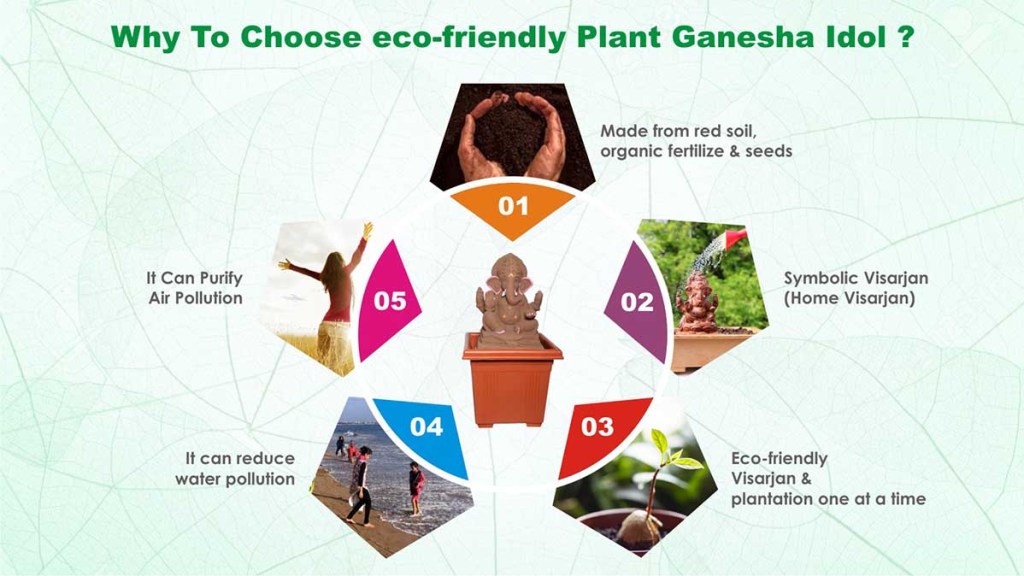 Why To Choose eco-friendly Plant Ganesha Idol ?
01
Made from red soil,
organic fertilize & seeds
02
Symbolic Visarjan
(Home Visarjan)
03
Eco-friendly
Visarjan &
plantation one at a time
04
It can reduce
water pollution
05
It Can Purify
Air Pollution